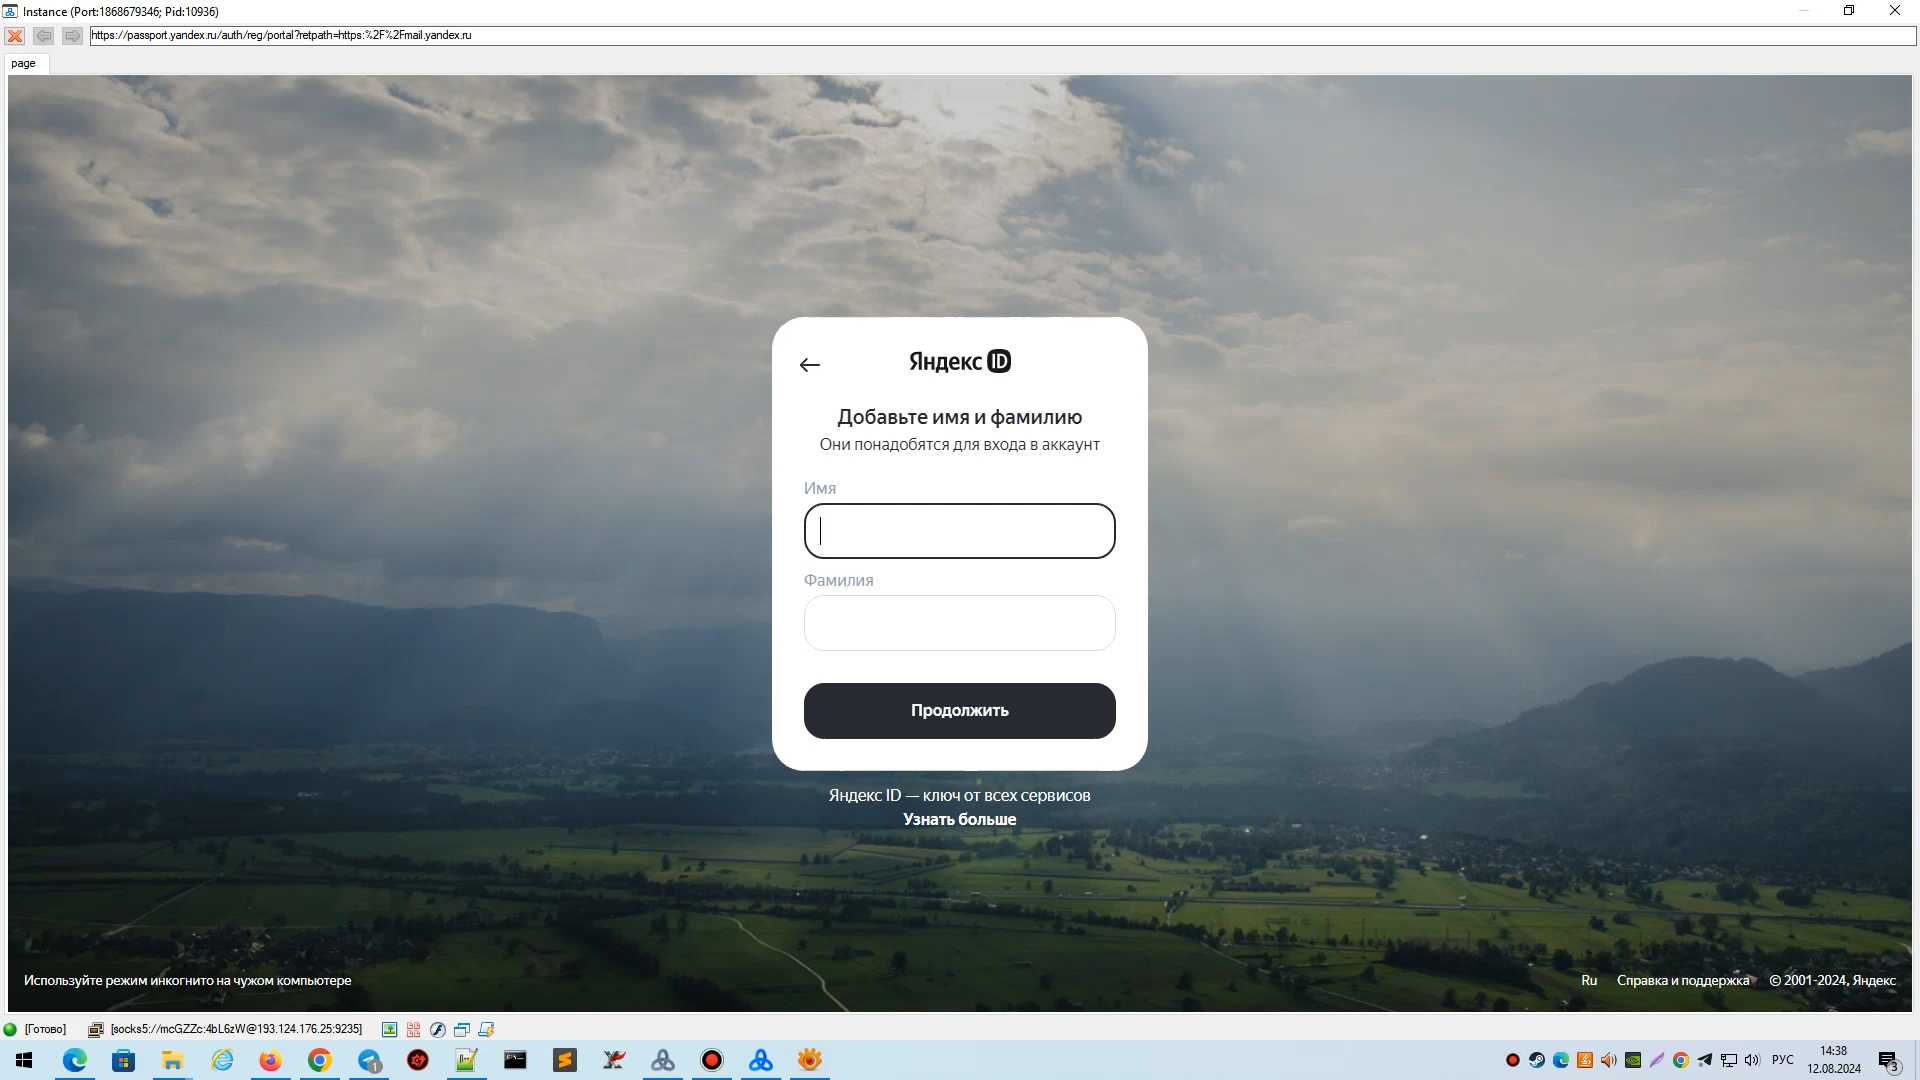 Instance (Port:1868679346; Pid:10936)
https://passport.yandex.ru/auth/reg/portal?retpath=https:%2F%2Fmail.yandex.ru
page
Яндекс ID
Добавьте имя и фамилию
Они понадобятся для входа в аккаунт
Имя
Фамилия
Продолжить
Яндекс ID — ключ от всех сервисов
Узнать больше
Используйте режим инкогнито на чужом компьютере
Ru Справка и поддержка © 2001-2024, Яндекс
[Готово] [socks5://mcGZZc:4bL6zW@193.124.176.25:9235]
1
РУС
14:38
12.08.2024
3